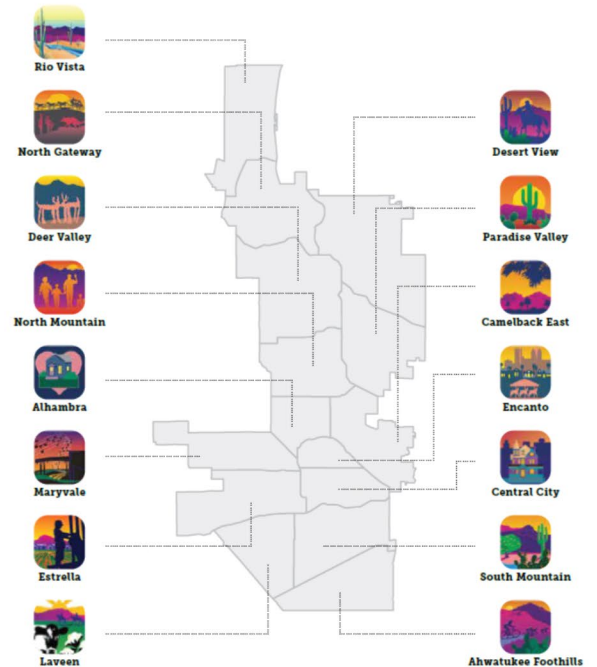 Rio Vista
North Gateway
Deer Valley
North Mountain
Alhambra
Maryvale
Estrella
Laveen
Desert View
Paradise Valley
Camelback East
Encanto
Central City
South Mountain
Ahwatukee Foothills